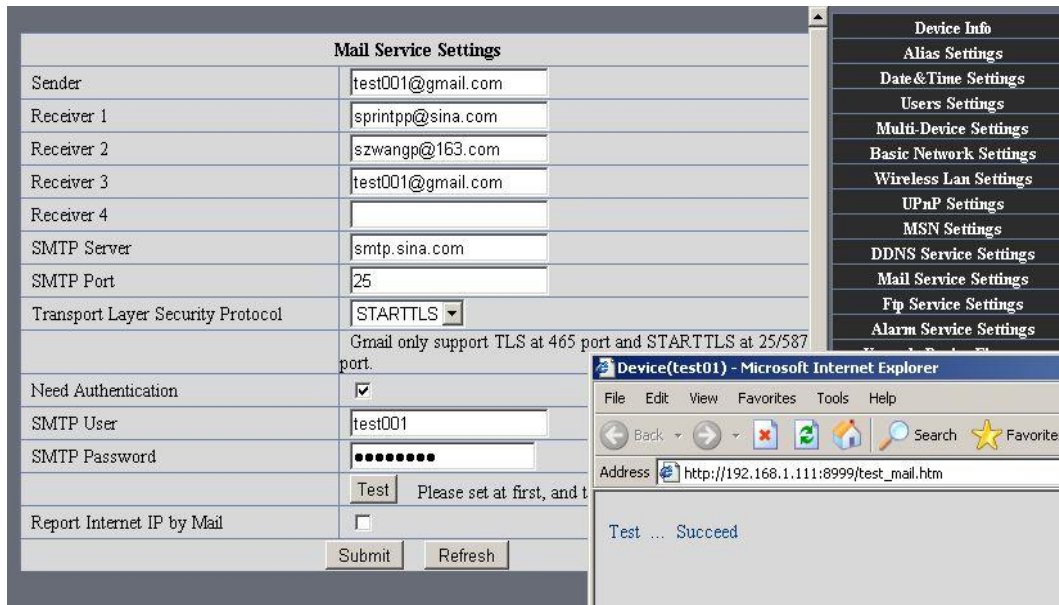 Mail Service Settings
Sender test001@gmail.com
Receiver 1 sprintpp@sina.com
Receiver 2 szwangp@163.com
Receiver 3 test001@gmail.com
Receiver 4
SMTP Server smtp.sina.com
SMTP Port 25
Transport Layer Security Protocol STARTTLS
Gmail only support TLS at 465 port and STARTTLS at 25/587
port.
Need Authentication
SMTP User test001
SMTP Password ●●●●●●●●
Test Please set at first, and t
Report Internet IP by Mail
Submit Refresh
Device Info
Alias Settings
Date&Time Settings
Users Settings
Multi-Device Settings
Basic Network Settings
Wireless Lan Settings
UPnP Settings
MSN Settings
DDNS Service Settings
Mail Service Settings
Ftp Service Settings
Alarm Service Settings
Device(test01) - Microsoft Internet Explorer
File Edit View Favorites Tools Help
Back Search Favorite
Address http://192.168.1.111:8999/test_mail.htm
Test ... Succeed